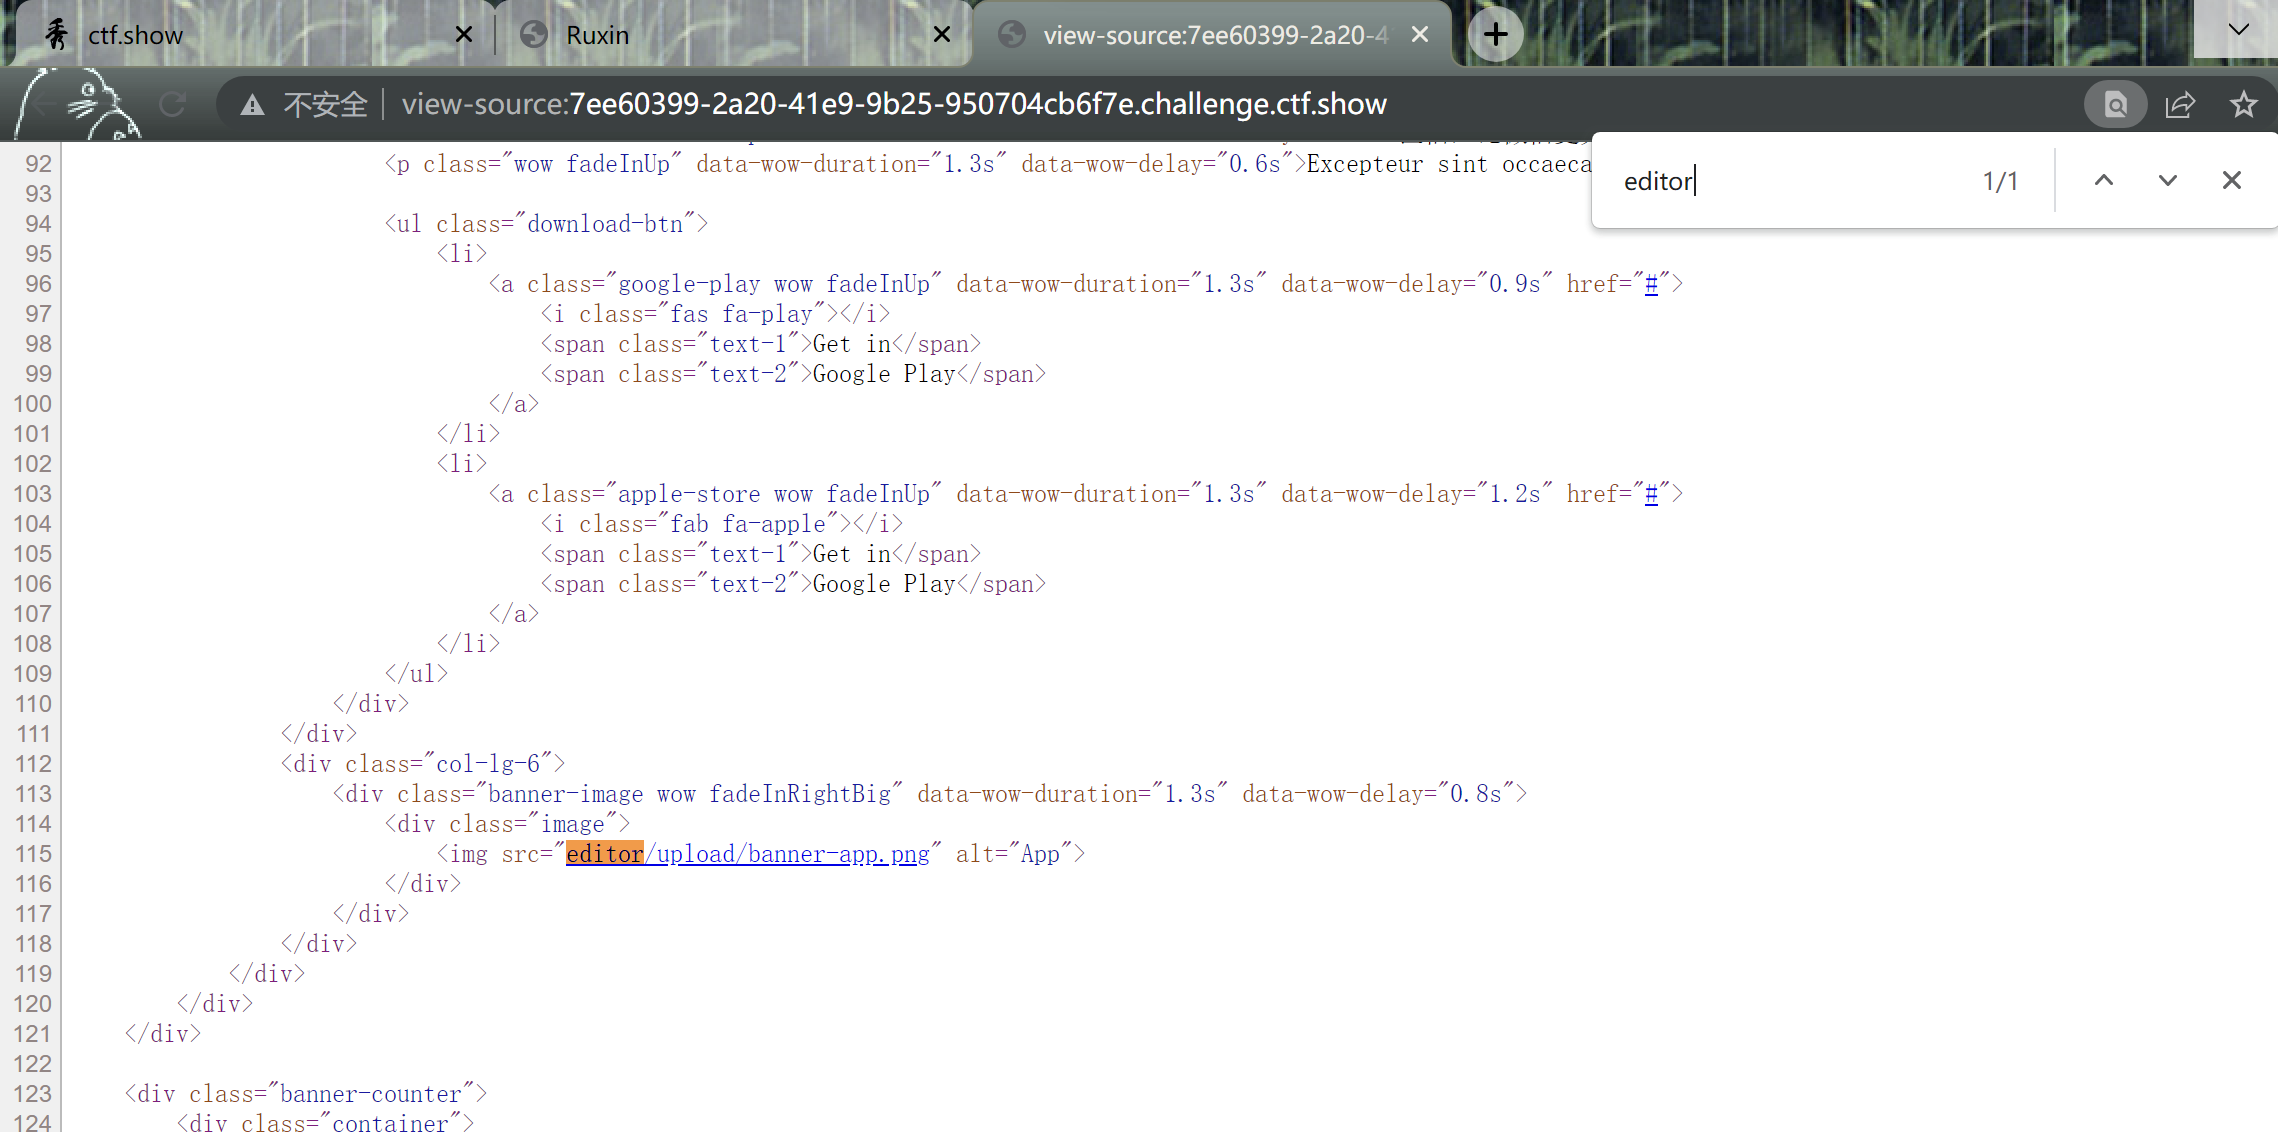 秀 ctf.show
Ruxin
view-source:7ee60399-2a20-4
不安全 view-source:7ee60399-2a20-41e9-9b25-950704cb6f7e.challenge.ctf.show
editor 1/1
92 <p class="wow fadeInUp" data-wow-duration="1.3s" data-wow-delay="0.6s">Excepteur sint occaeca
93
94 <ul class="download-btn">
95 <li>
96 <a class="google-play wow fadeInUp" data-wow-duration="1.3s" data-wow-delay="0.9s" href="#">
97 <i class="fas fa-play"></i>
98 <span class="text-1">Get in</span>
99 <span class="text-2">Google Play</span>
100 </a>
101 </li>
102 <li>
103 <a class="apple-store wow fadeInUp" data-wow-duration="1.3s" data-wow-delay="1.2s" href="#">
104 <i class="fab fa-apple"></i>
105 <span class="text-1">Get in</span>
106 <span class="text-2">Google Play</span>
107 </a>
108 </li>
109 </ul>
110 </div>
111 </div>
112 <div class="col-lg-6">
113 <div class="banner-image wow fadeInRightBig" data-wow-duration="1.3s" data-wow-delay="0.8s">
114 <div class="image">
115 <img src="editor/upload/banner-app.png" alt="App">
116 </div>
117 </div>
118 </div>
119 </div>
120 </div>
121 </div>
122
123 <div class="banner-counter">
124 <div class="container">